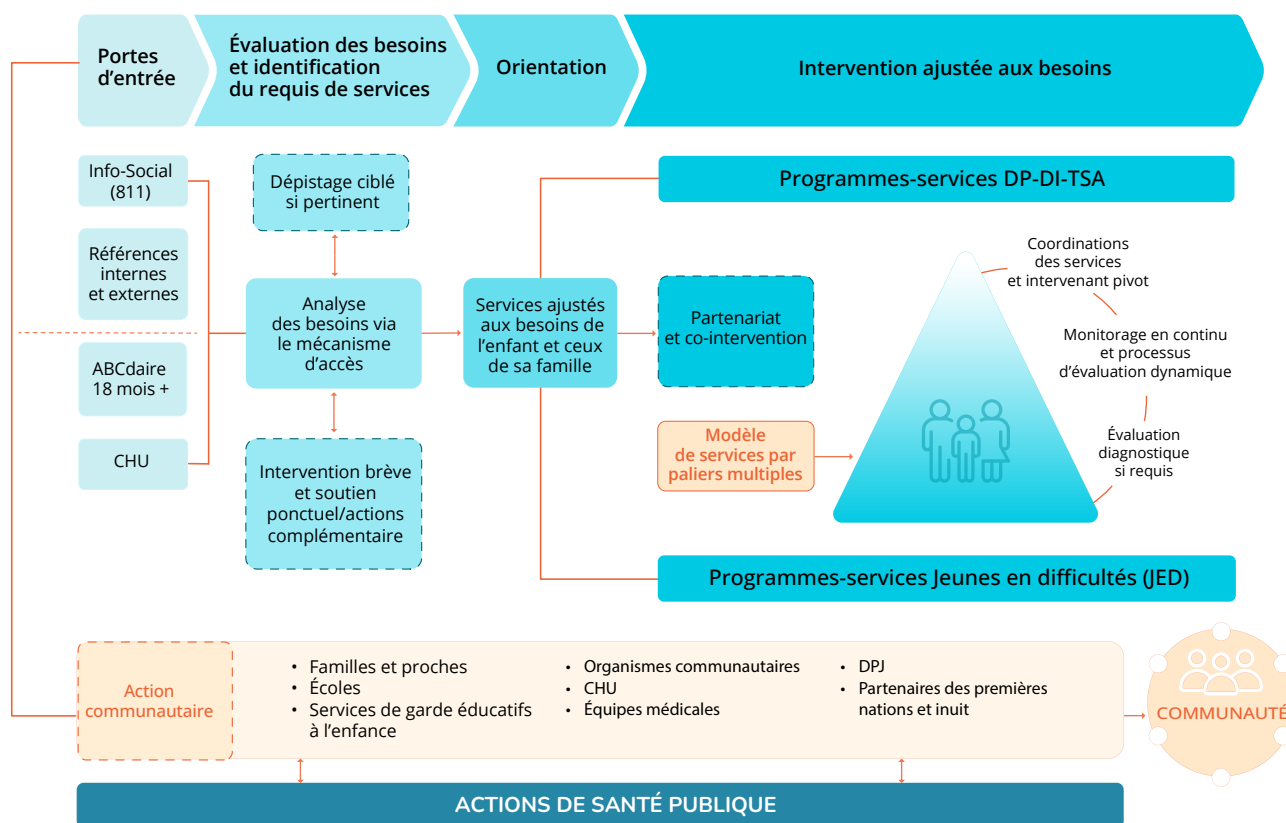 Portes
d'entrée
Évaluation des besoins
et identification
du requis de services
Orientation
Intervention ajustée aux besoins
Info-Social
(811)
Références
internes
et externes
ABCdaire
18 mois +
CHU
Dépistage ciblé
si pertinent
Analyse
des besoins via
le mécanisme
d'accès
Intervention brève
et soutien
ponctuel/actions
complémentaire
Services ajustés
aux besoins de
l'enfant et ceux
de sa famille
Programmes-services DP-DI-TSA
Partenariat
et co-intervention
Modèle
de services par
paliers multiples
Coordinations
des services
et intervenant pivot
Monitorage en continu
et processus
d'évaluation dynamique
Évaluation
diagnostique
si requis
Programmes-services Jeunes en difficultés (JED)
Action
communautaire
• Familles et proches
• Écoles
• Services de garde éducatifs
à l'enfance
• Organismes communautaires
• CHU
• Équipes médicales
• DPJ
• Partenaires des premières
nations et inuit
COMMUNAUTÉ
ACTIONS DE SANTÉ PUBLIQUE